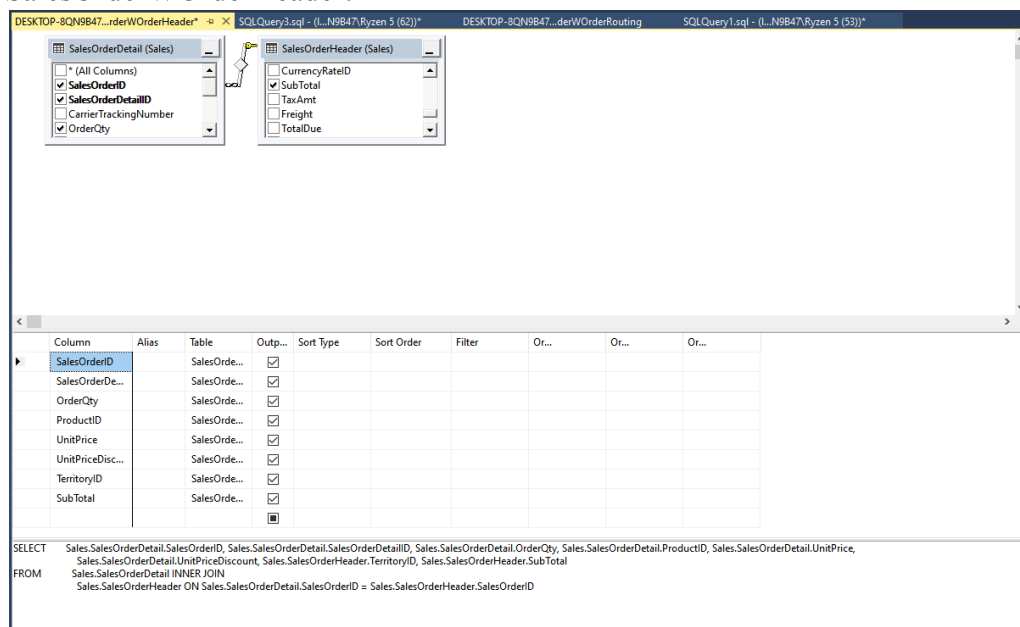 DESKTOP-8QN9B47...rderWOrderHeader* SQLQuery3.sql - (l...N9B47\Ryzen 5 (62))* DESKTOP-8QN9B47...derWOrderRouting SQLQuery1.sql - (l...N9B47\Ryzen 5 (53))*
SalesOrderDetail (Sales)
* (All Columns)
SalesOrderID
SalesOrderDetailID
CarrierTrackingNumber
OrderQty
SalesOrderHeader (Sales)
CurrencyRateID
SubTotal
TaxAmt
Freight
TotalDue
Column Alias Table Outp... Sort Type Sort Order Filter Or... Or... Or...
SalesOrderID SalesOrde...
SalesOrderDe... SalesOrde...
OrderQty SalesOrde...
ProductID SalesOrde...
UnitPrice SalesOrde...
UnitPriceDisc... SalesOrde...
TerritoryID SalesOrde...
SubTotal SalesOrde...
SELECT Sales.SalesOrderDetail.SalesOrderID, Sales.SalesOrderDetail.SalesOrderDetailID, Sales.SalesOrderDetail.OrderQty, Sales.SalesOrderDetail.ProductID, Sales.SalesOrderDetail.UnitPrice,
Sales.SalesOrderDetail.UnitPriceDiscount, Sales.SalesOrderHeader.TerritoryID, Sales.SalesOrderHeader.SubTotal
FROM Sales.SalesOrderDetail INNER JOIN
Sales.SalesOrderHeader ON Sales.SalesOrderDetail.SalesOrderID = Sales.SalesOrderHeader.SalesOrderID